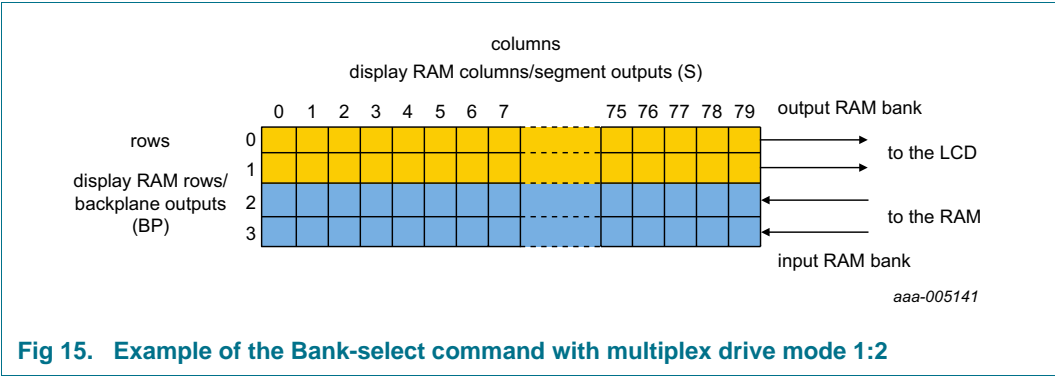 columns
display RAM columns/segment outputs (S)
0 1 2 3 4 5 6 7 75 76 77 78 79 output RAM bank
rows 0 to the LCD
1
display RAM rows/
backplane outputs 2 to the RAM
(BP)
3
input RAM bank
aaa-005141
Fig 15. Example of the Bank-select command with multiplex drive mode 1:2